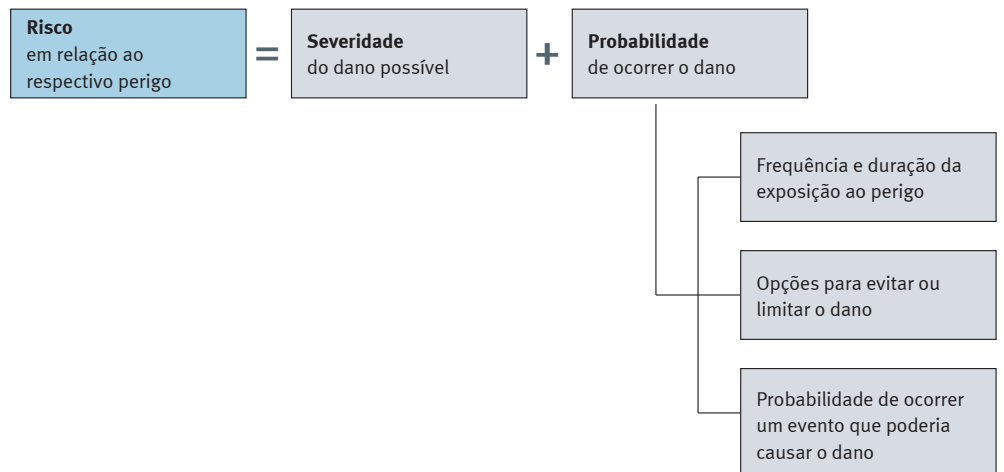 Risco
em relação ao
respectivo perigo
=
Severidade
do dano possível
+
Probabilidade
de ocorrer o dano
Frequência e duração da
exposição ao perigo
Opções para evitar ou
limitar o dano
Probabilidade de ocorrer
um evento que poderia
causar o dano